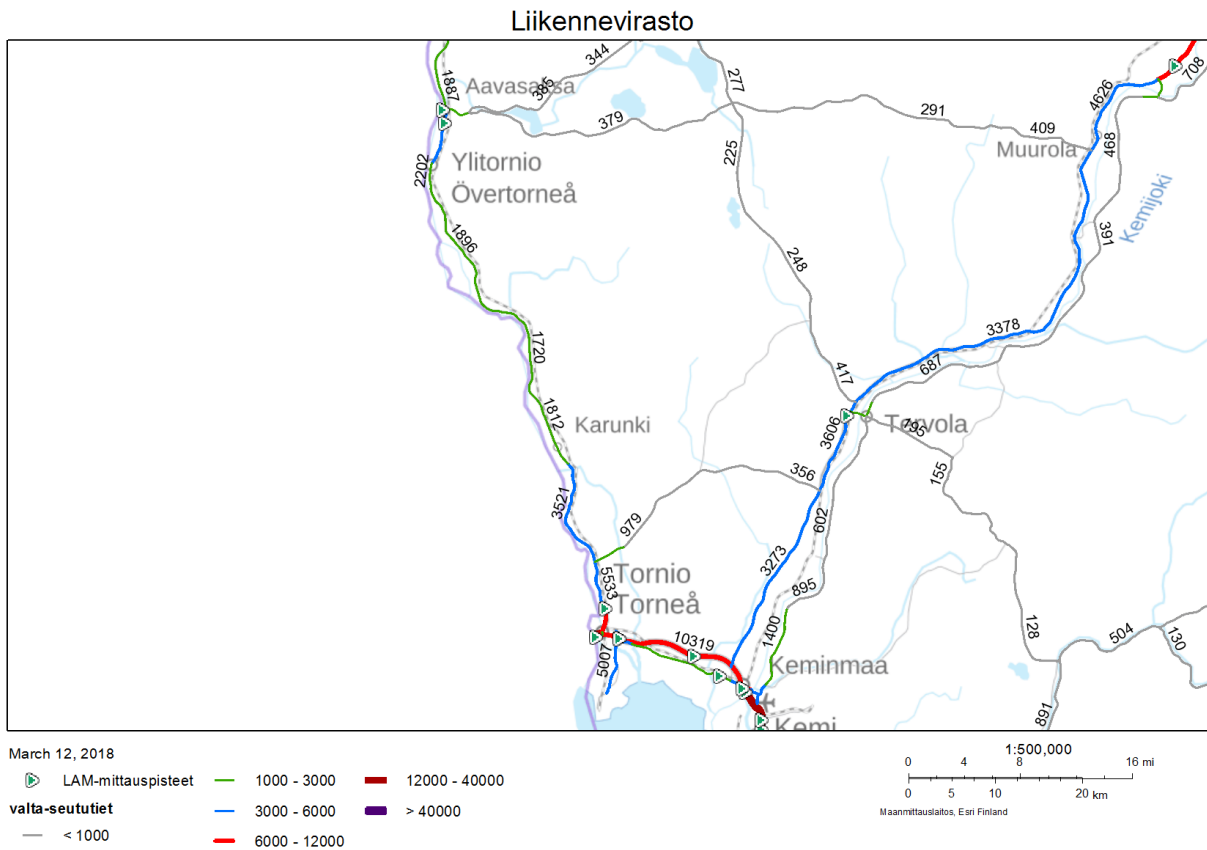 Liikennevirasto
344
708
277
1887
Aavasaksa
385
4626
291
379
409
468
225
Muurola
2202
Ylitornio
Övertorneå
Kemijoki
391
1896
248
3378
1720
687
417
1812
Karunki
3606
Tervola
195
356
155
3521
979
602
3273
5533
Tornio
Torneå
895
128
504
130
1400
10319
5007
Keminmaa
891
Kemi
March 12, 2018
LAM-mittauspisteet
valta-seututiet
< 1000
1000 - 3000
3000 - 6000
6000 - 12000
12000 - 40000
> 40000
1:500,000
0 4 8 16 mi
0 5 10 20 km
Maanmittauslaitos, Esri Finland